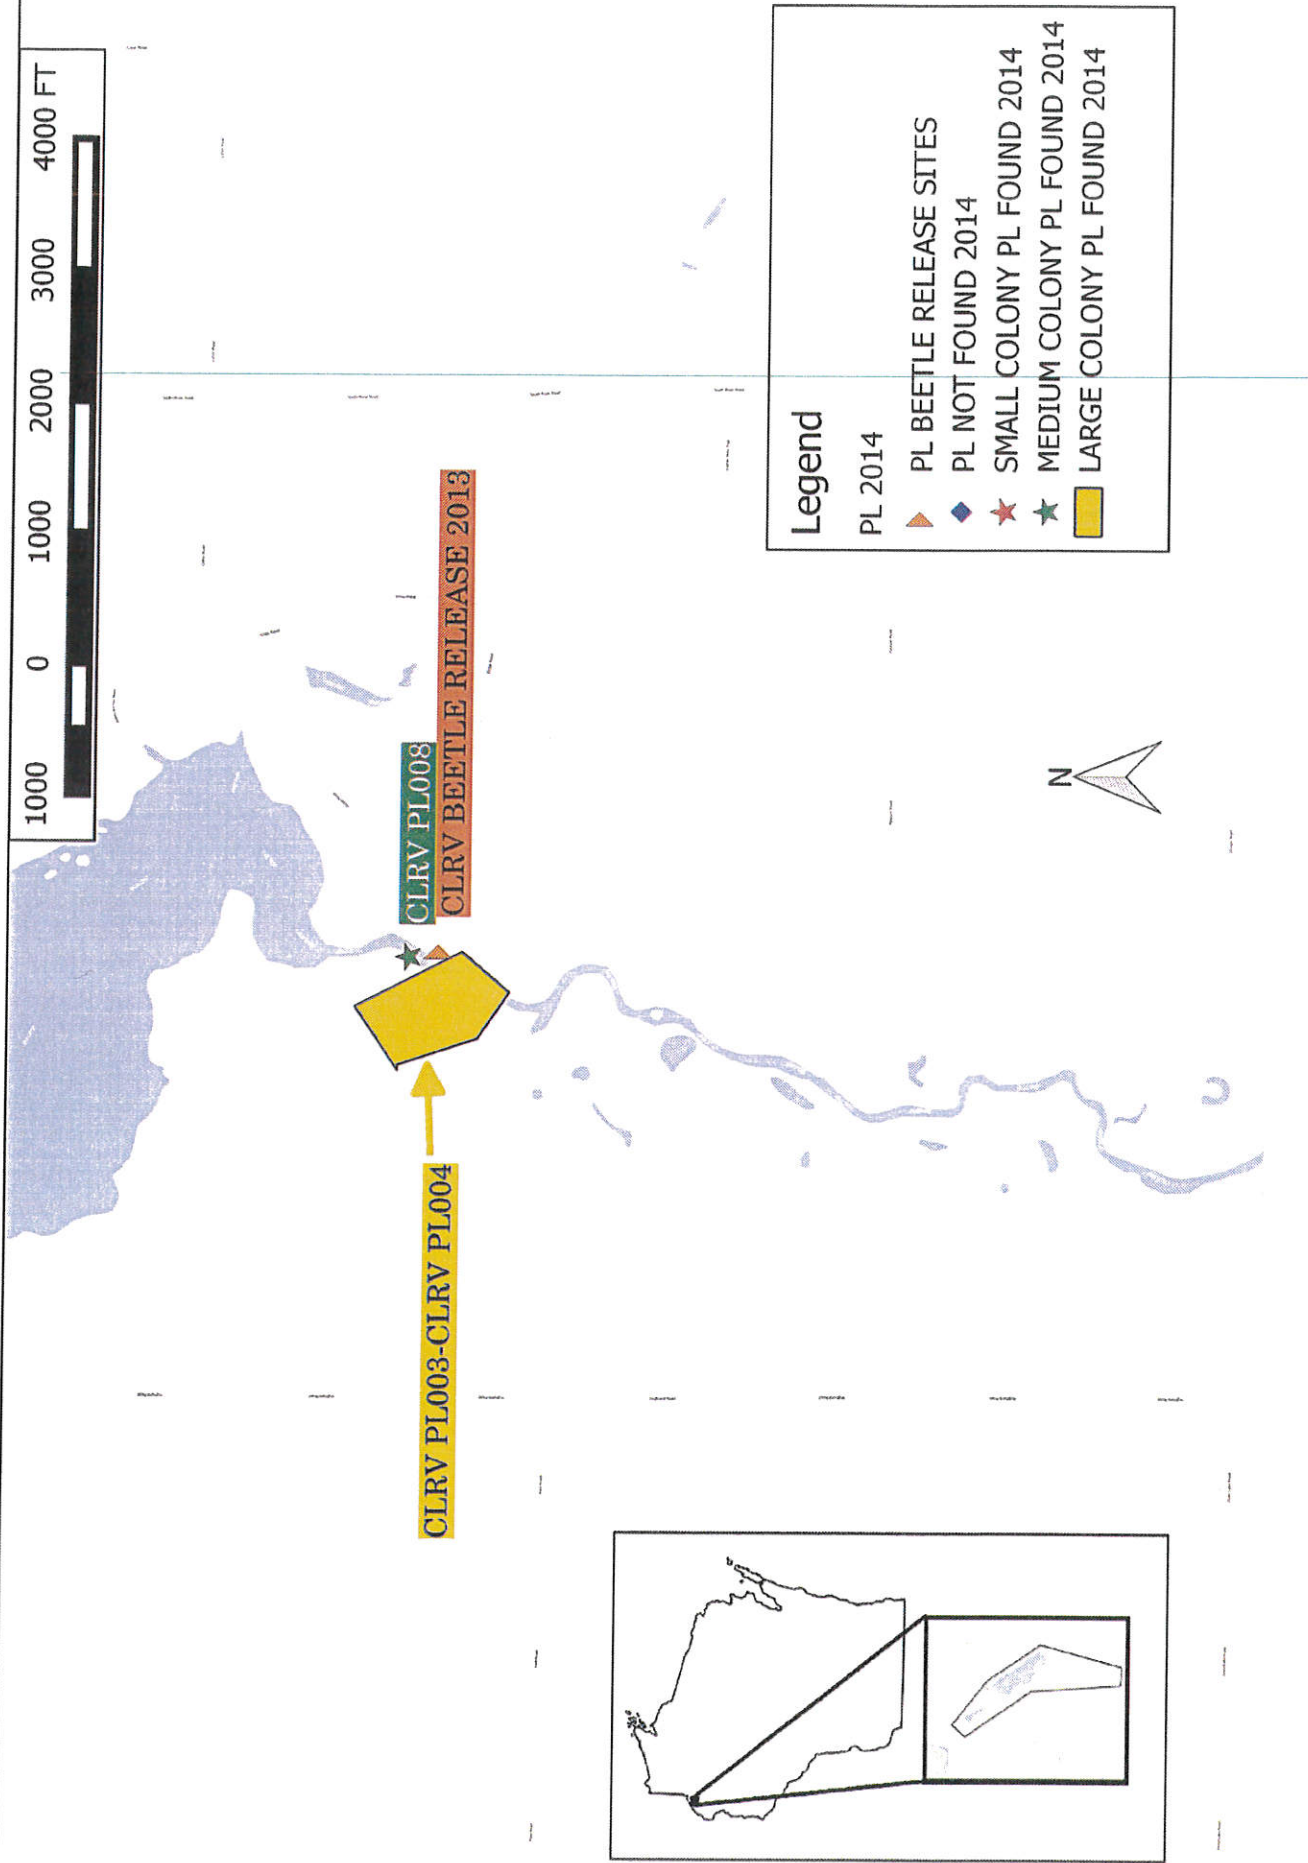 1000 0 1000 2000 3000 4000 FT
CLRV PL008
CLRV BEETLE RELEASE 2013
CLRV PL003-CLRV PL004
N
Legend
PL 2014
PL BEETLE RELEASE SITES
PL NOT FOUND 2014
SMALL COLONY PL FOUND 2014
MEDIUM COLONY PL FOUND 2014
LARGE COLONY PL FOUND 2014